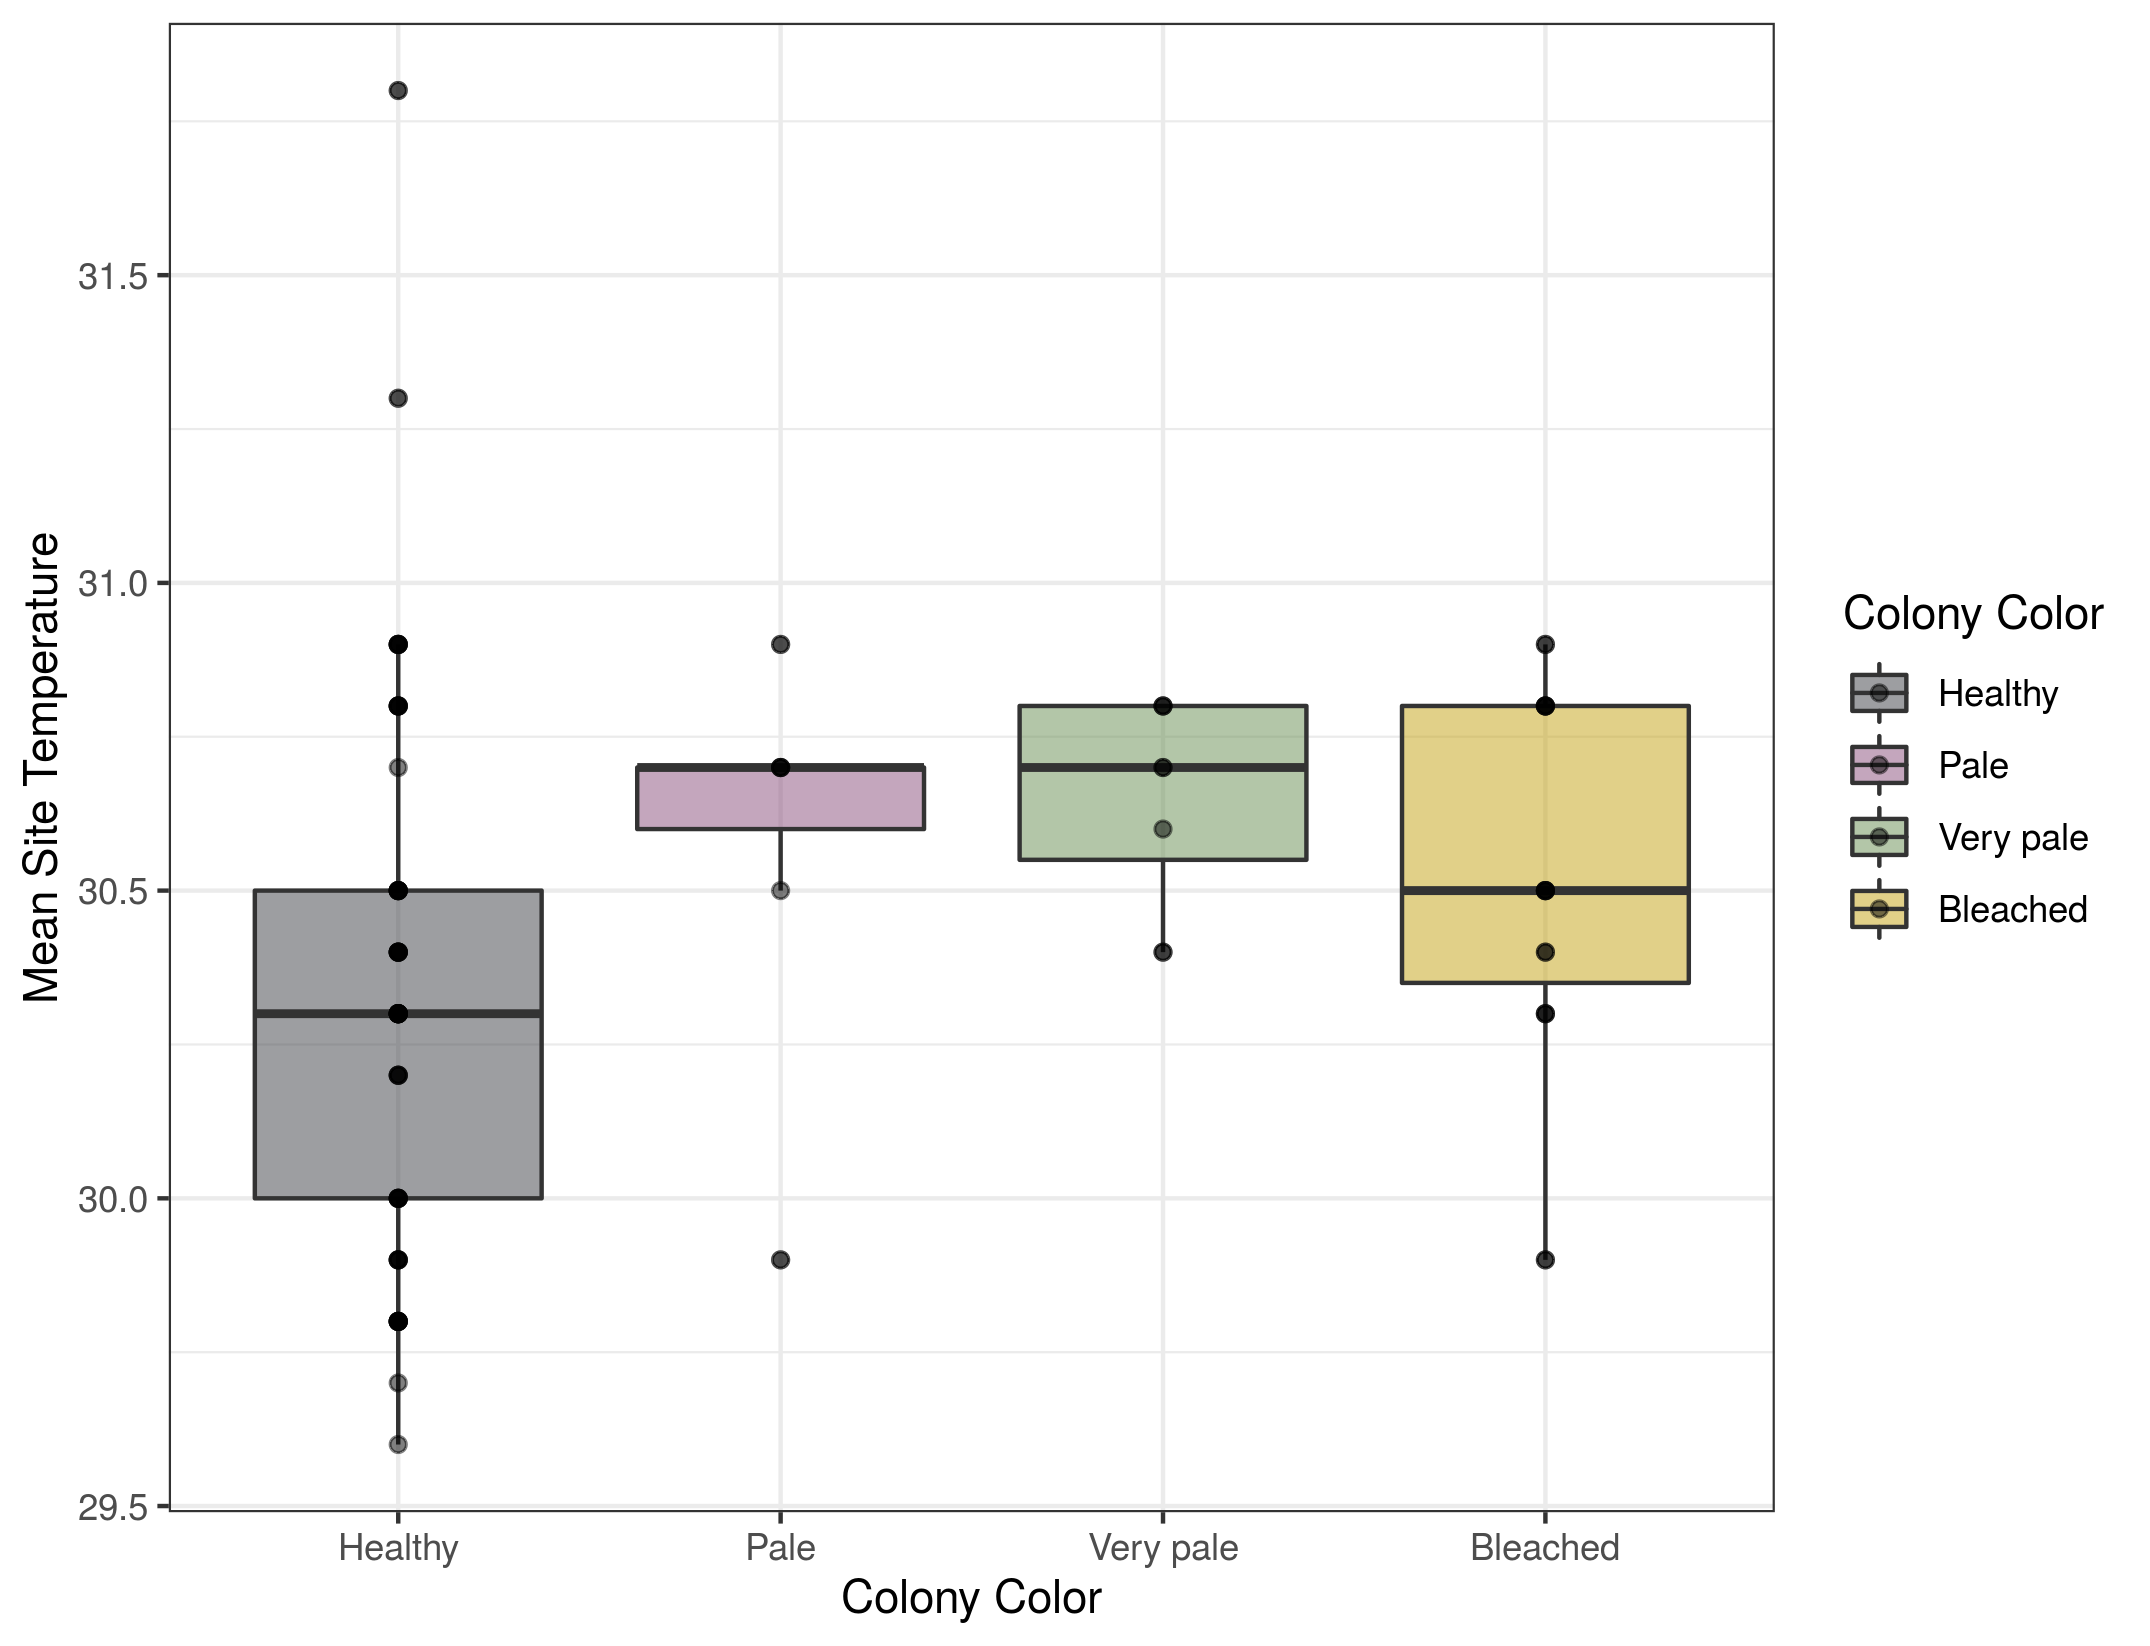 Mean Site Temperature
31.5
31.0
30.5
30.0
29.5
Healthy
Pale
Very pale
Bleached
Colony Color
Colony Color
Healthy
Pale
Very pale
Bleached